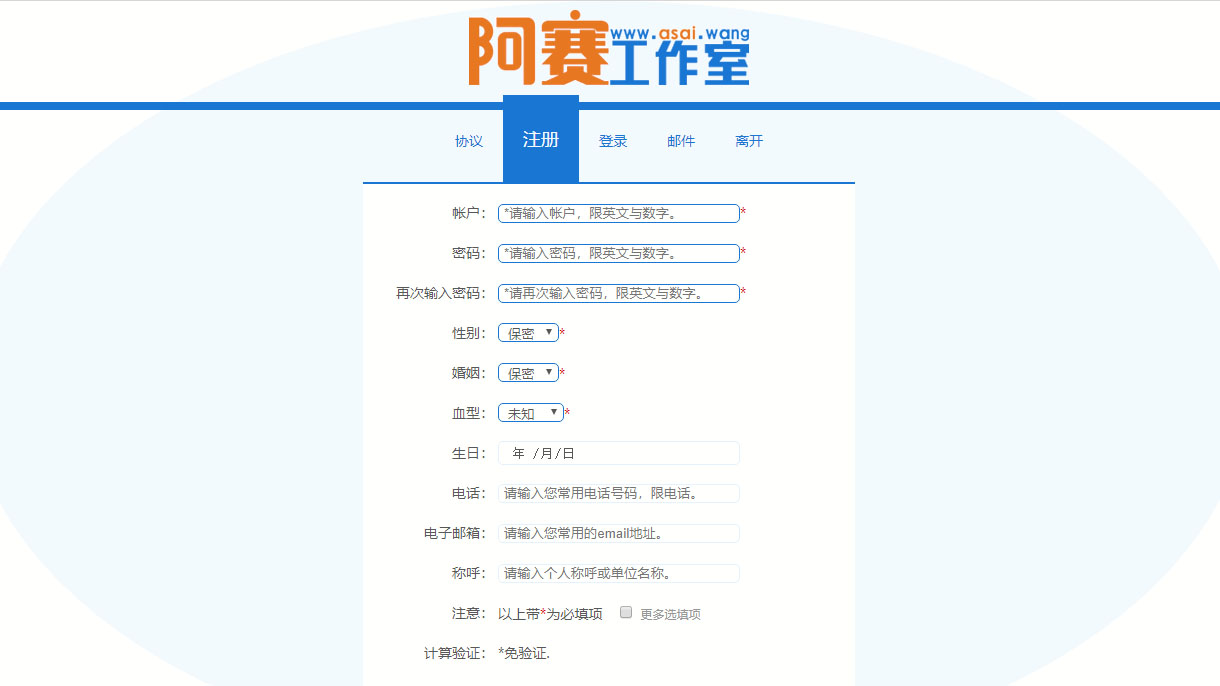 阿赛工作室
www.asai.wang
协议 注册 登录 邮件 离开
帐户： *请输入帐户，限英文与数字。 *
密码： *请输入密码，限英文与数字。 *
再次输入密码： *请再次输入密码，限英文与数字。 *
性别： 保密 ▼ *
婚姻： 保密 ▼ *
血型： 未知 ▼ *
生日： 年 /月/日
电话： 请输入您常用电话号码，限电话。
电子邮箱： 请输入您常用的email地址。
称呼： 请输入个人称呼或单位名称。
注意： 以上带*为必填项 更多选填项
计算验证： *免验证.